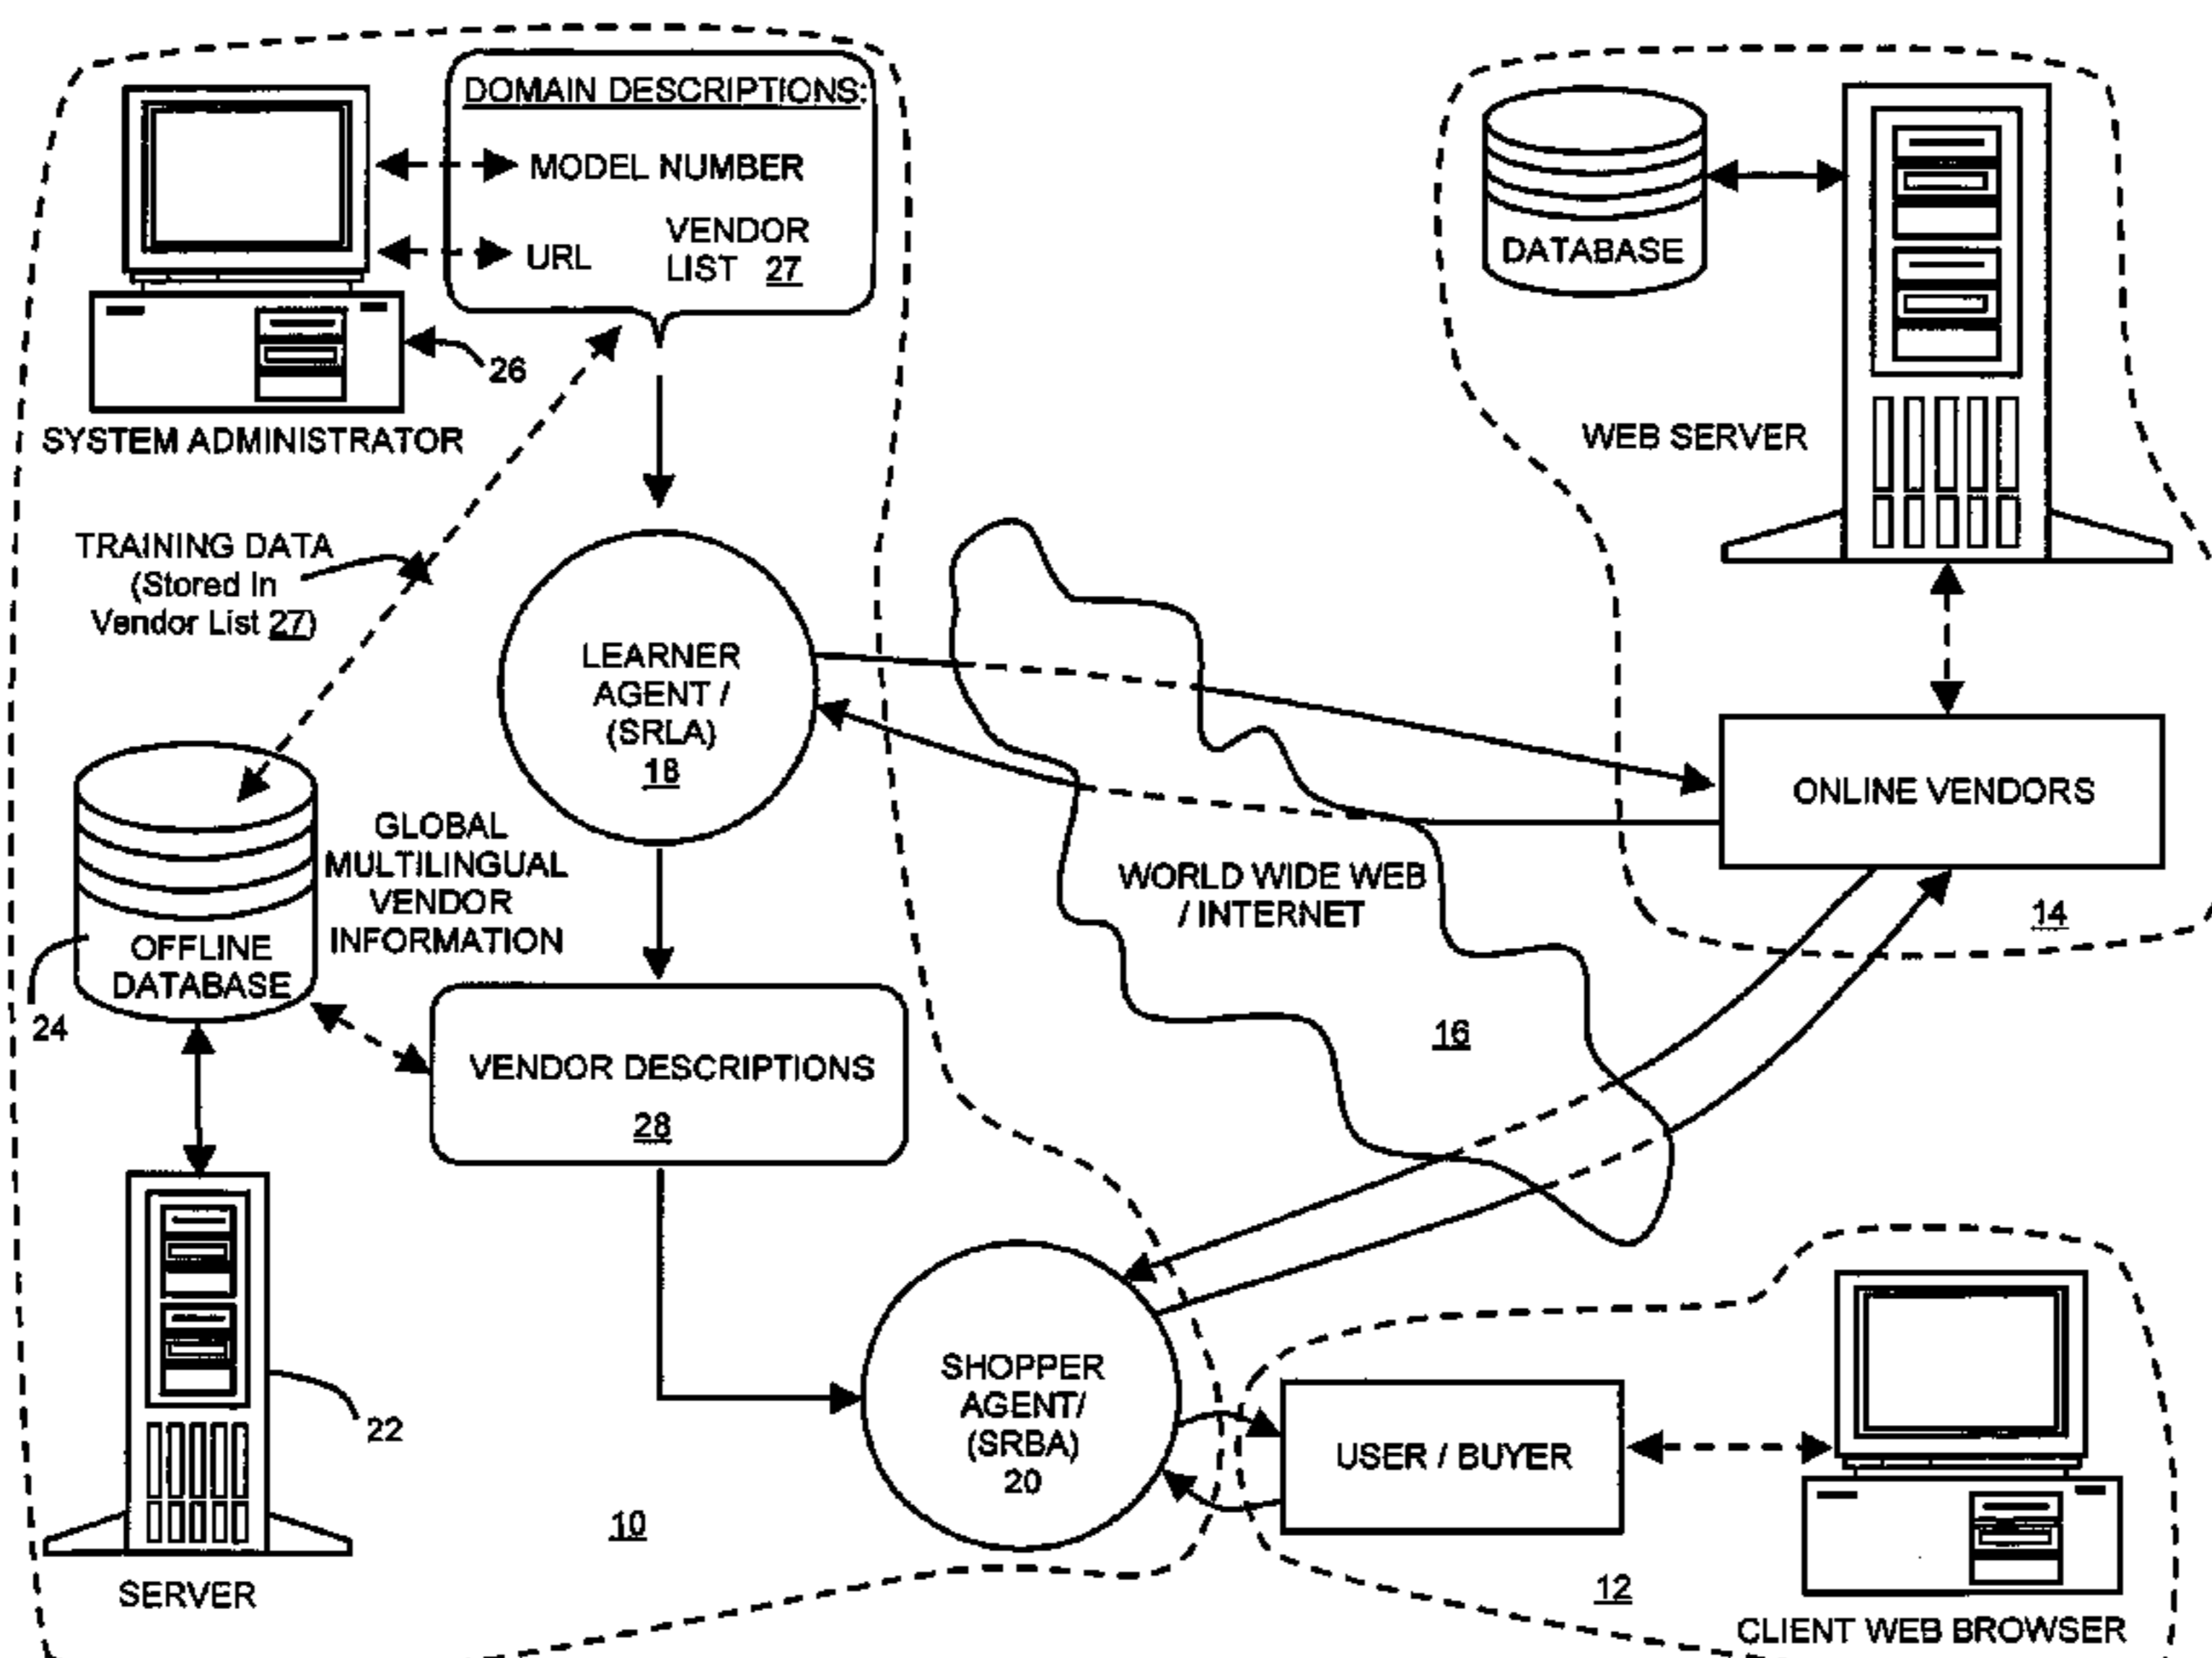 DOMAIN DESCRIPTIONS:
MODEL NUMBER
URL
VENDOR
LIST 27
26
SYSTEM ADMINISTRATOR
DATABASE
WEB SERVER
TRAINING DATA
(Stored In
Vendor List 27)
LEARNER
AGENT /
(SRLA)
18
ONLINE VENDORS
14
GLOBAL
MULTILINGUAL
VENDOR
INFORMATION
OFFLINE
DATABASE
24
WORLD WIDE WEB
/ INTERNET
16
VENDOR DESCRIPTIONS
28
22
SERVER
10
SHOPPER
AGENT/
(SRBA)
20
USER / BUYER
12
CLIENT WEB BROWSER